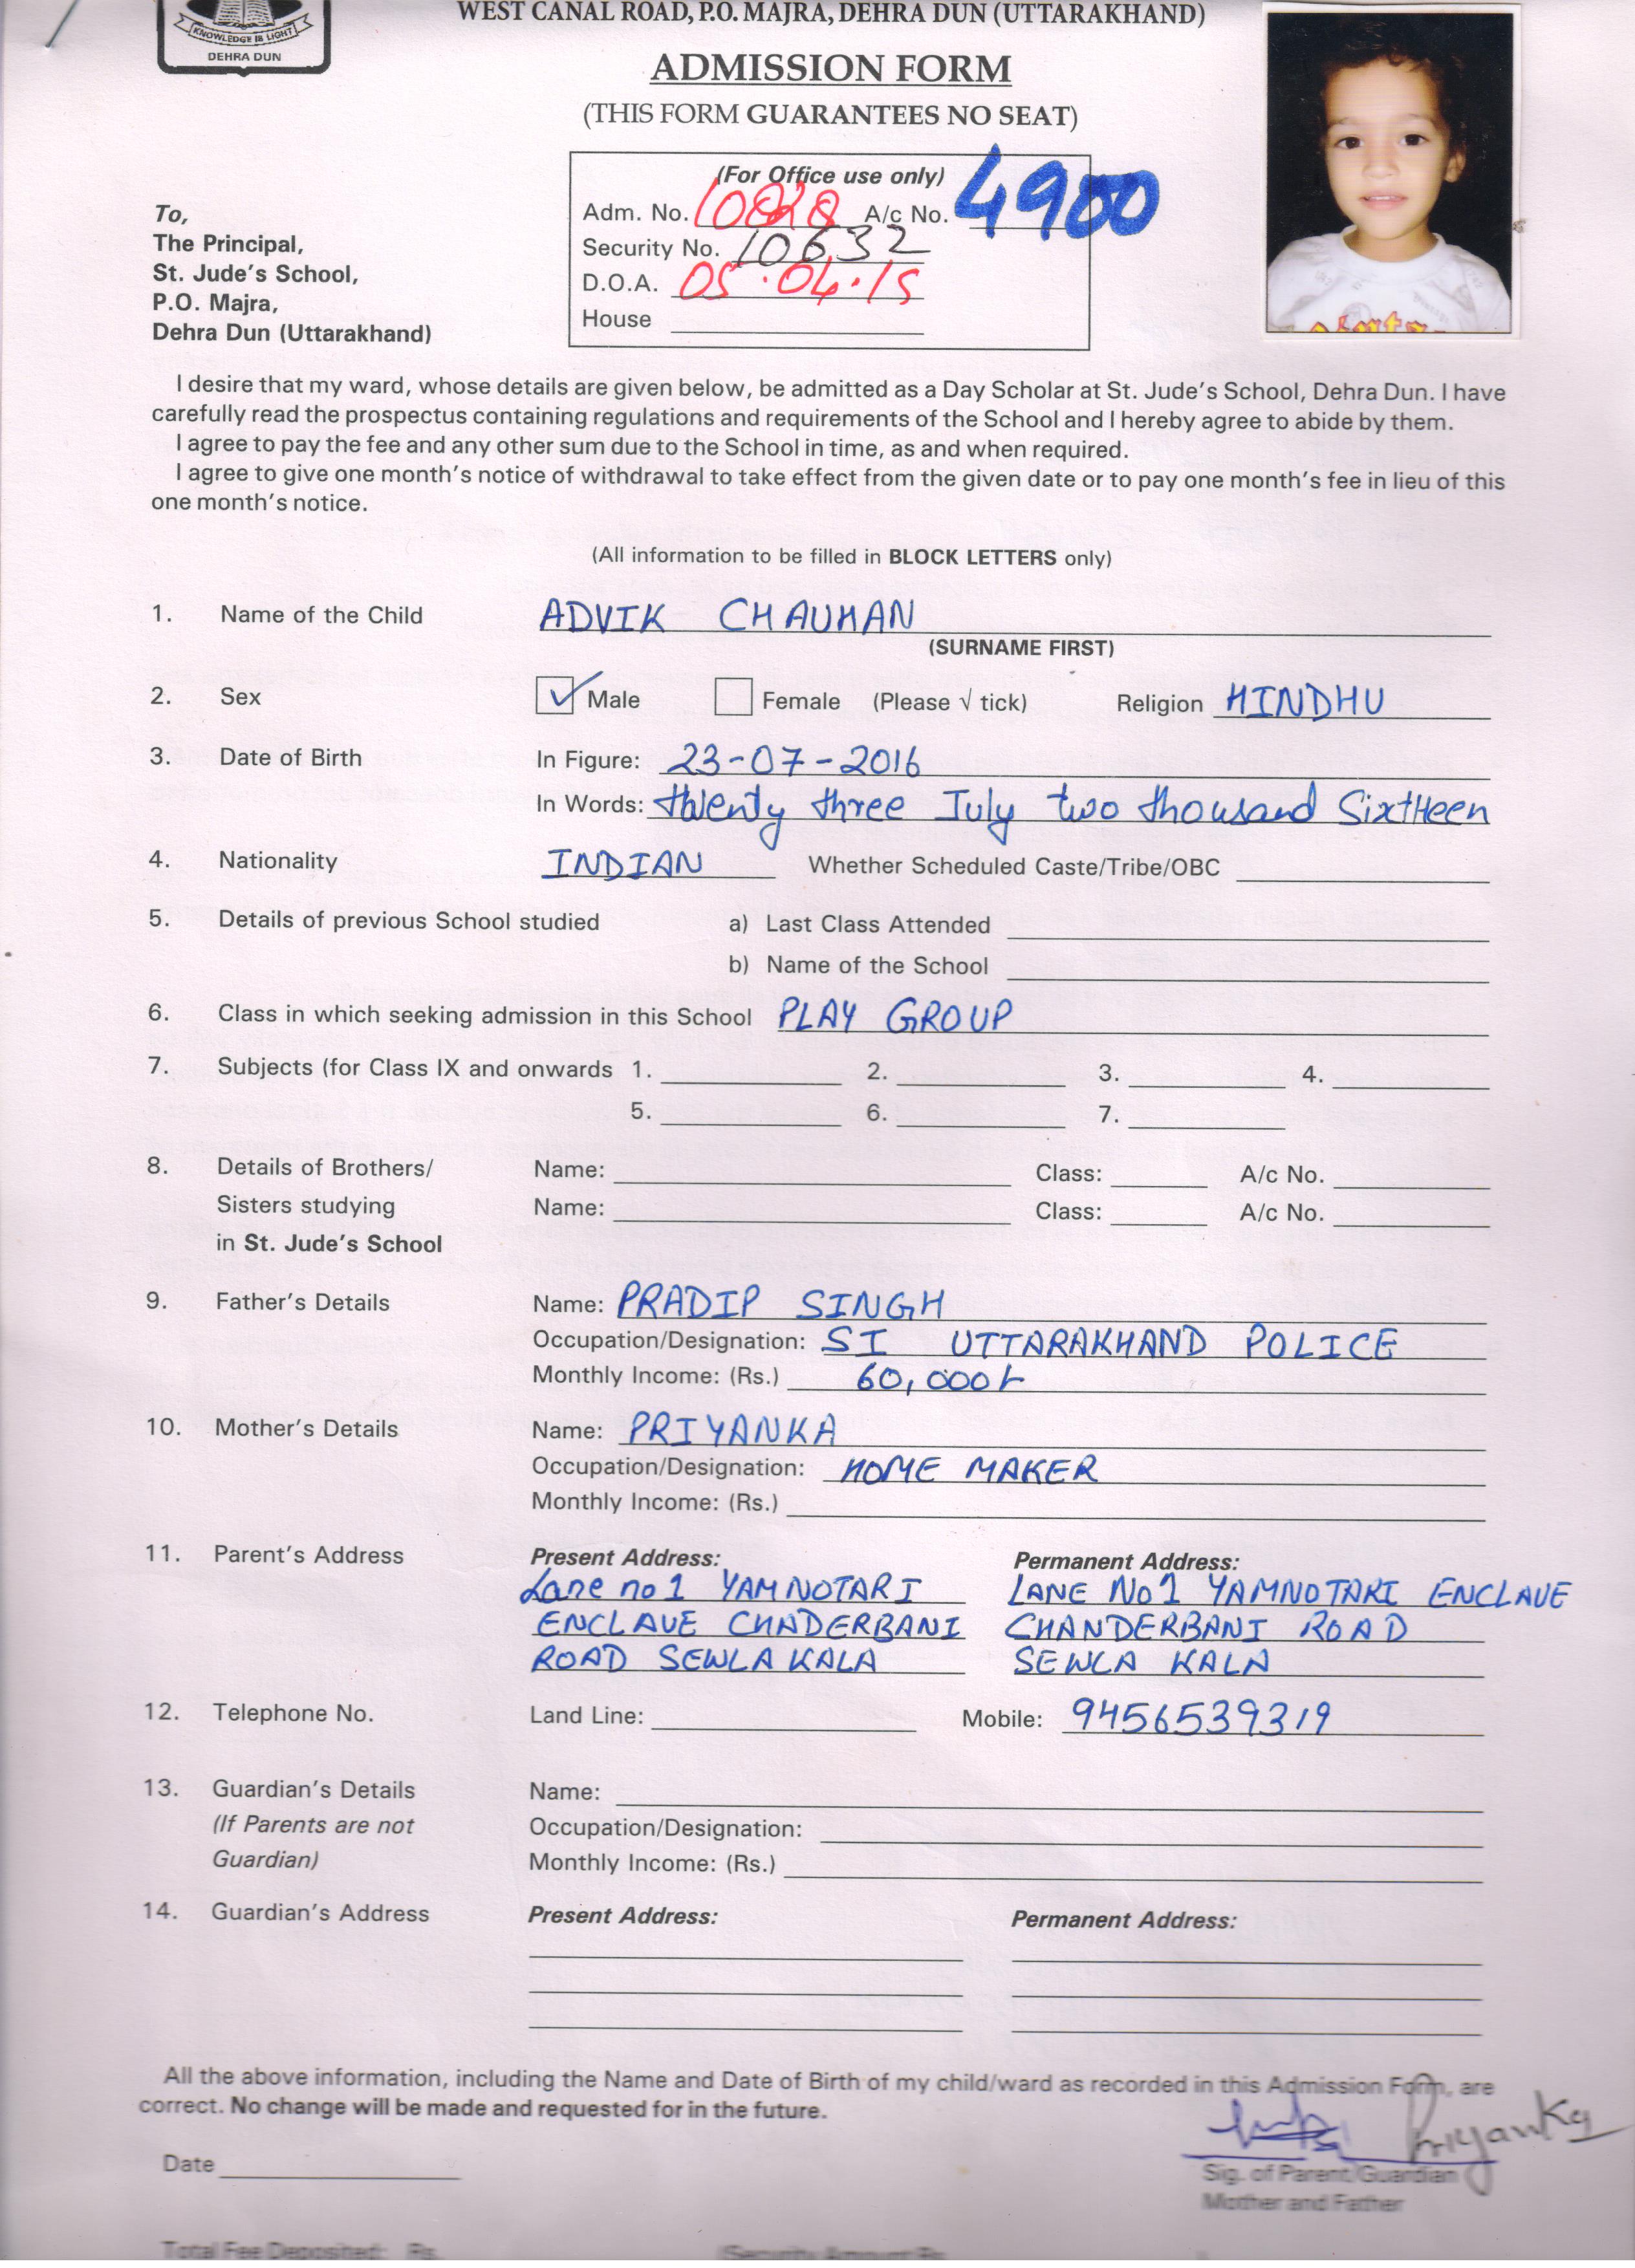 KNOWLEDGE IS LIGHT
DEHRA DUN
WEST CANAL ROAD, P.O. MAJRA, DEHRA DUN (UTTARAKHAND)
ADMISSION FORM
(THIS FORM GUARANTEES NO SEAT)
(For Office use only)
Adm. No. A/c No. 4900
Security No. 10632
D.O.A. 05.04.19
House
To,
The Principal,
St. Jude's School,
P.O. Majra,
Dehra Dun (Uttarakhand)
I desire that my ward, whose details are given below, be admitted as a Day Scholar at St. Jude's School, Dehra Dun. I have
carefully read the prospectus containing regulations and requirements of the School and I hereby agree to abide by them.
I agree to pay the fee and any other sum due to the School in time, as and when required.
I agree to give one month's notice of withdrawal to take effect from the given date or to pay one month's fee in lieu of this
one month's notice.
(All information to be filled in BLOCK LETTERS only)
1. Name of the Child ADVIK CHAUHAN
(SURNAME FIRST)
2. Sex ✓ Male Female (Please √ tick) Religion HINDHU
3. Date of Birth In Figure: 23-07-2016
In Words: twenty three July two thousand Sixtteen
4. Nationality INDIAN Whether Scheduled Caste/Tribe/OBC
5. Details of previous School studied a) Last Class Attended
b) Name of the School
6. Class in which seeking admission in this School PLAY GROUP
7. Subjects (for Class IX and onwards 1. 2. 3. 4.
5. 6. 7.
8. Details of Brothers/ Name: Class: A/c No.
Sisters studying Name: Class: A/c No.
in St. Jude's School
9. Father's Details Name: PRADIP SINGH
Occupation/Designation: SI UTTARAKHAND POLICE
Monthly Income: (Rs.) 60,000/-
10. Mother's Details Name: PRIYANKA
Occupation/Designation: HOME MAKER
Monthly Income: (Rs.)
11. Parent's Address Present Address: Permanent Address:
Lane no 1 YAMNOTARI LANE No 1 YAMNOTARI ENCLAVE
ENCLAVE CHADERBANI CHANDERBANI ROAD
ROAD SEWLA KALA SEWLA KALA
12. Telephone No. Land Line: Mobile: 9456539319
13. Guardian's Details Name:
(If Parents are not Occupation/Designation:
Guardian) Monthly Income: (Rs.)
14. Guardian's Address Present Address: Permanent Address:
All the above information, including the Name and Date of Birth of my child/ward as recorded in this Admission Form, are
correct. No change will be made and requested for in the future.
Priyanka
Date Sig. of Parent/Guardian
Mother and Father
Total Fee Deposited: Rs. Security Amount Rs.